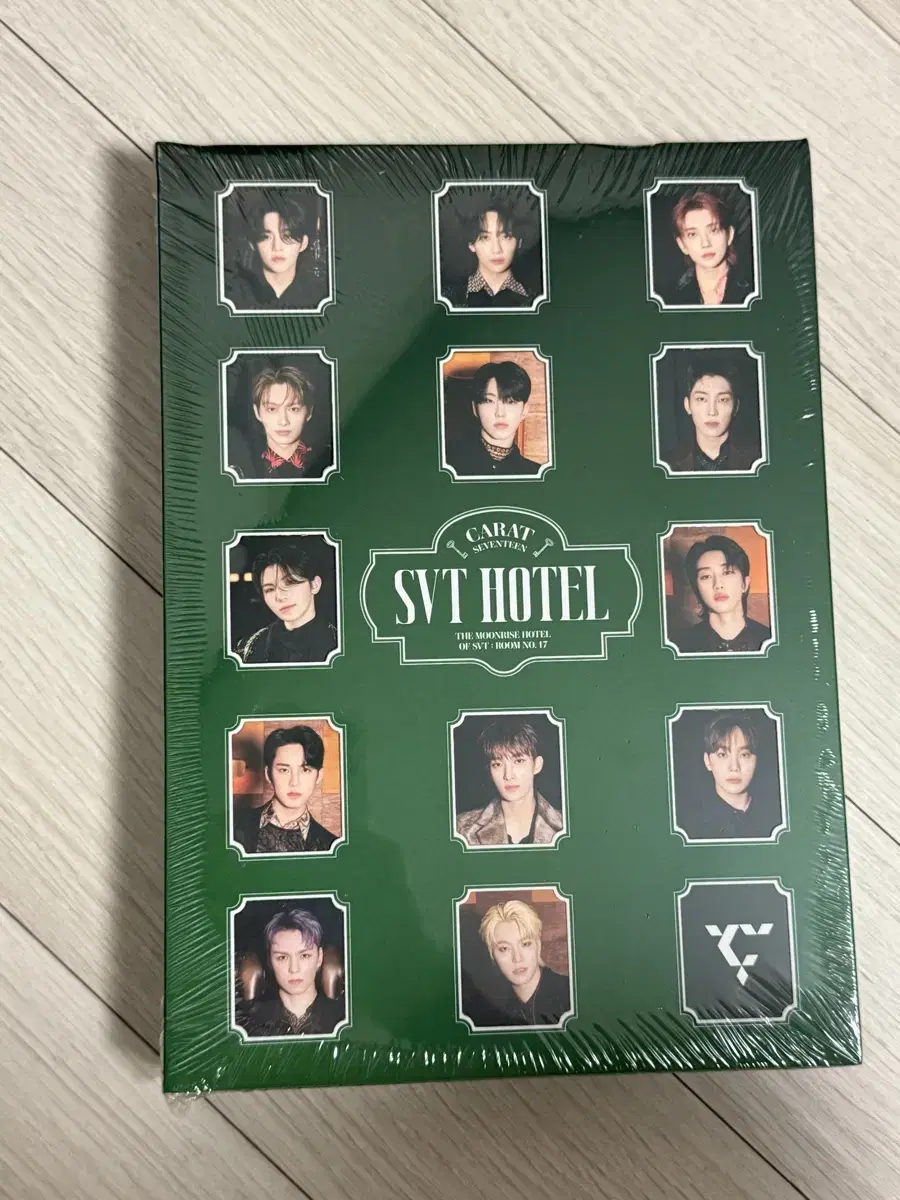 CARAT
SEVENTEEN
SVT HOTEL
THE MOONRISE HOTEL
OF SVT : ROOM NO. 17